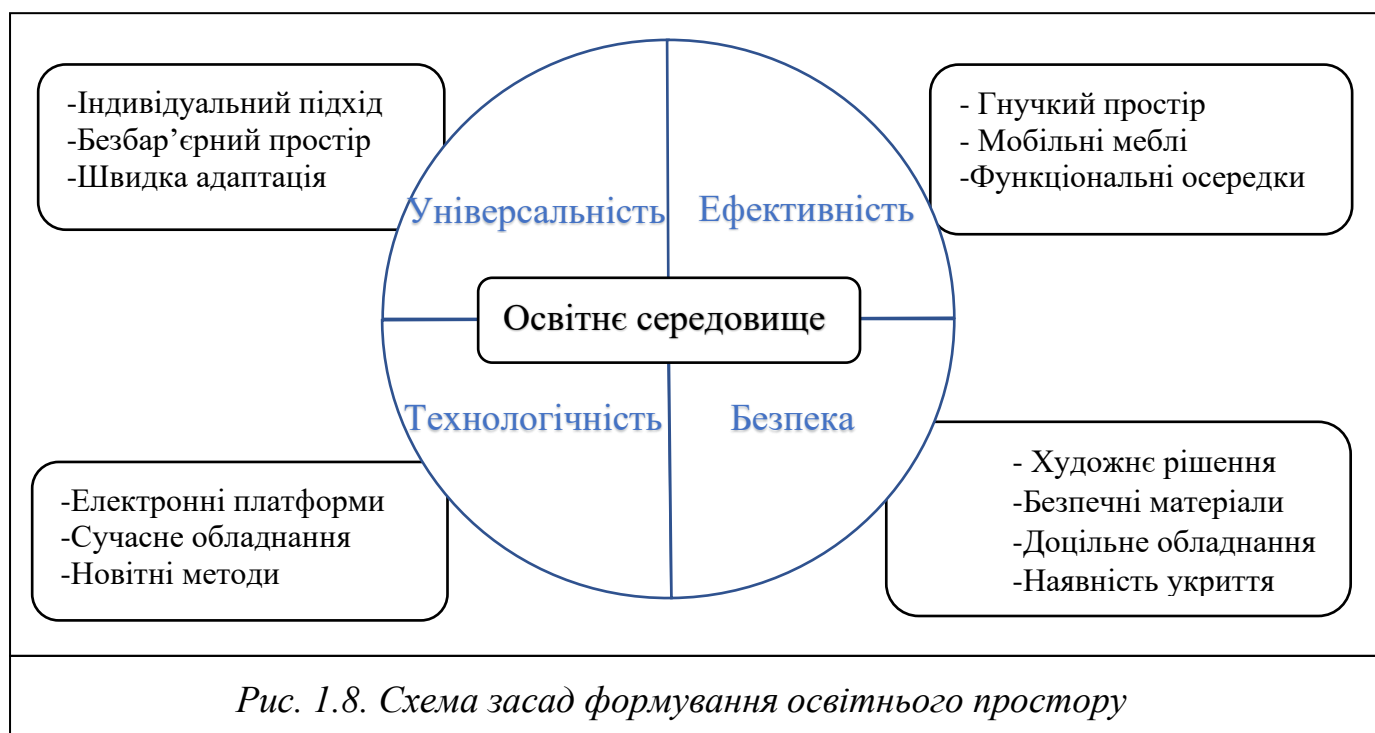 -Індивідуальний підхід
-Безбар’єрний простір
-Швидка адаптація
- Гнучкий простір
- Мобільні меблі
-Функціональні осередки
Універсальність
Ефективність
Освітнє середовище
Технологічність
Безпека
-Електронні платформи
-Сучасне обладнання
-Новітні методи
- Художнє рішення
-Безпечні матеріали
-Доцільне обладнання
-Наявність укриття
Рис. 1.8. Схема засад формування освітнього простору